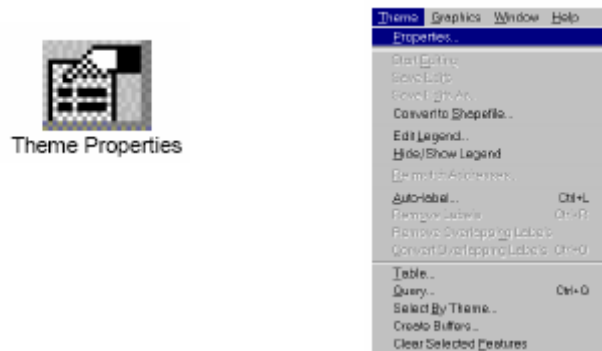 Theme Properties
Theme Graphics Window Help
Properties...
Start Editing
Save Edits
Save Edits As...
Convert to Shapefile...
Edit Legend...
Hide/Show Legend
Rematch Addresses...
Auto-label... Ctrl+L
Remove Labels Ctrl+R
Remove Overlapping Labels
Convert Overlapping Labels Ctrl+O
Table...
Query... Ctrl+Q
Select By Theme...
Create Buffers...
Clear Selected Features